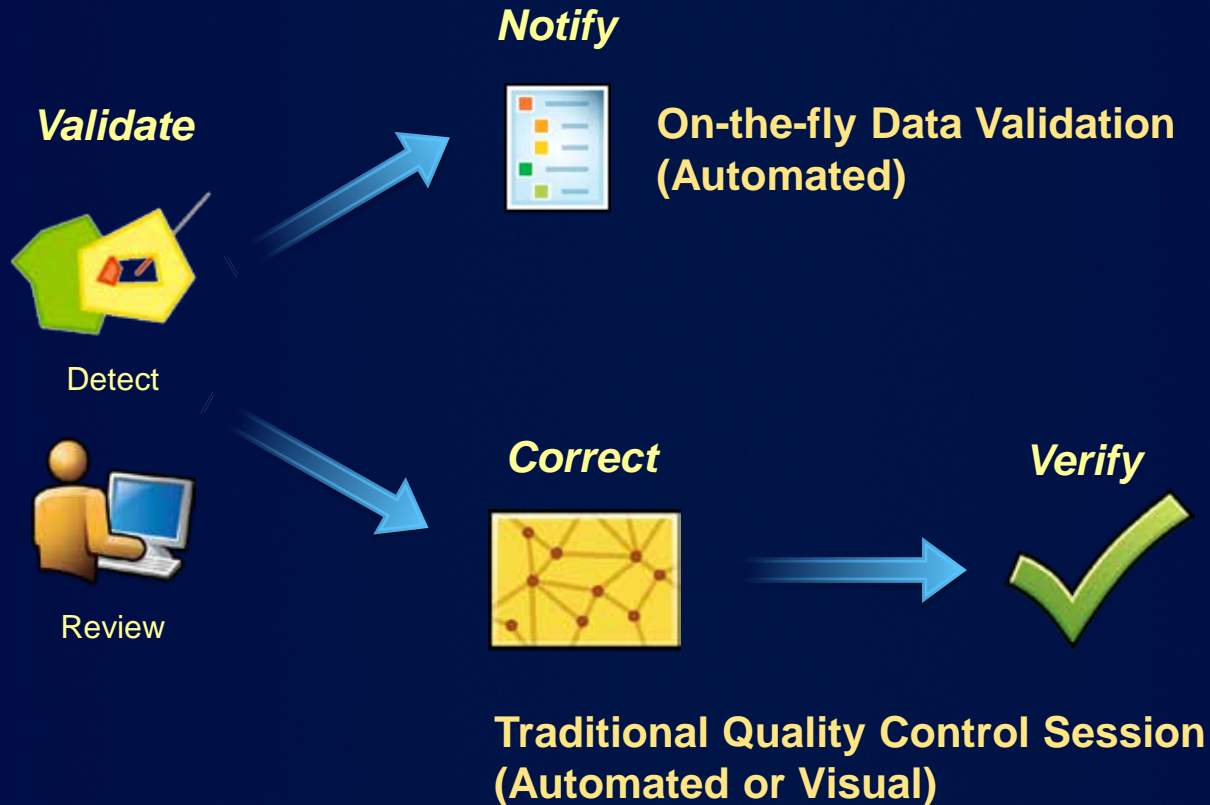 Notify
Validate
On-the-fly Data Validation
(Automated)
Detect
Correct
Verify
Review
Traditional Quality Control Session
(Automated or Visual)